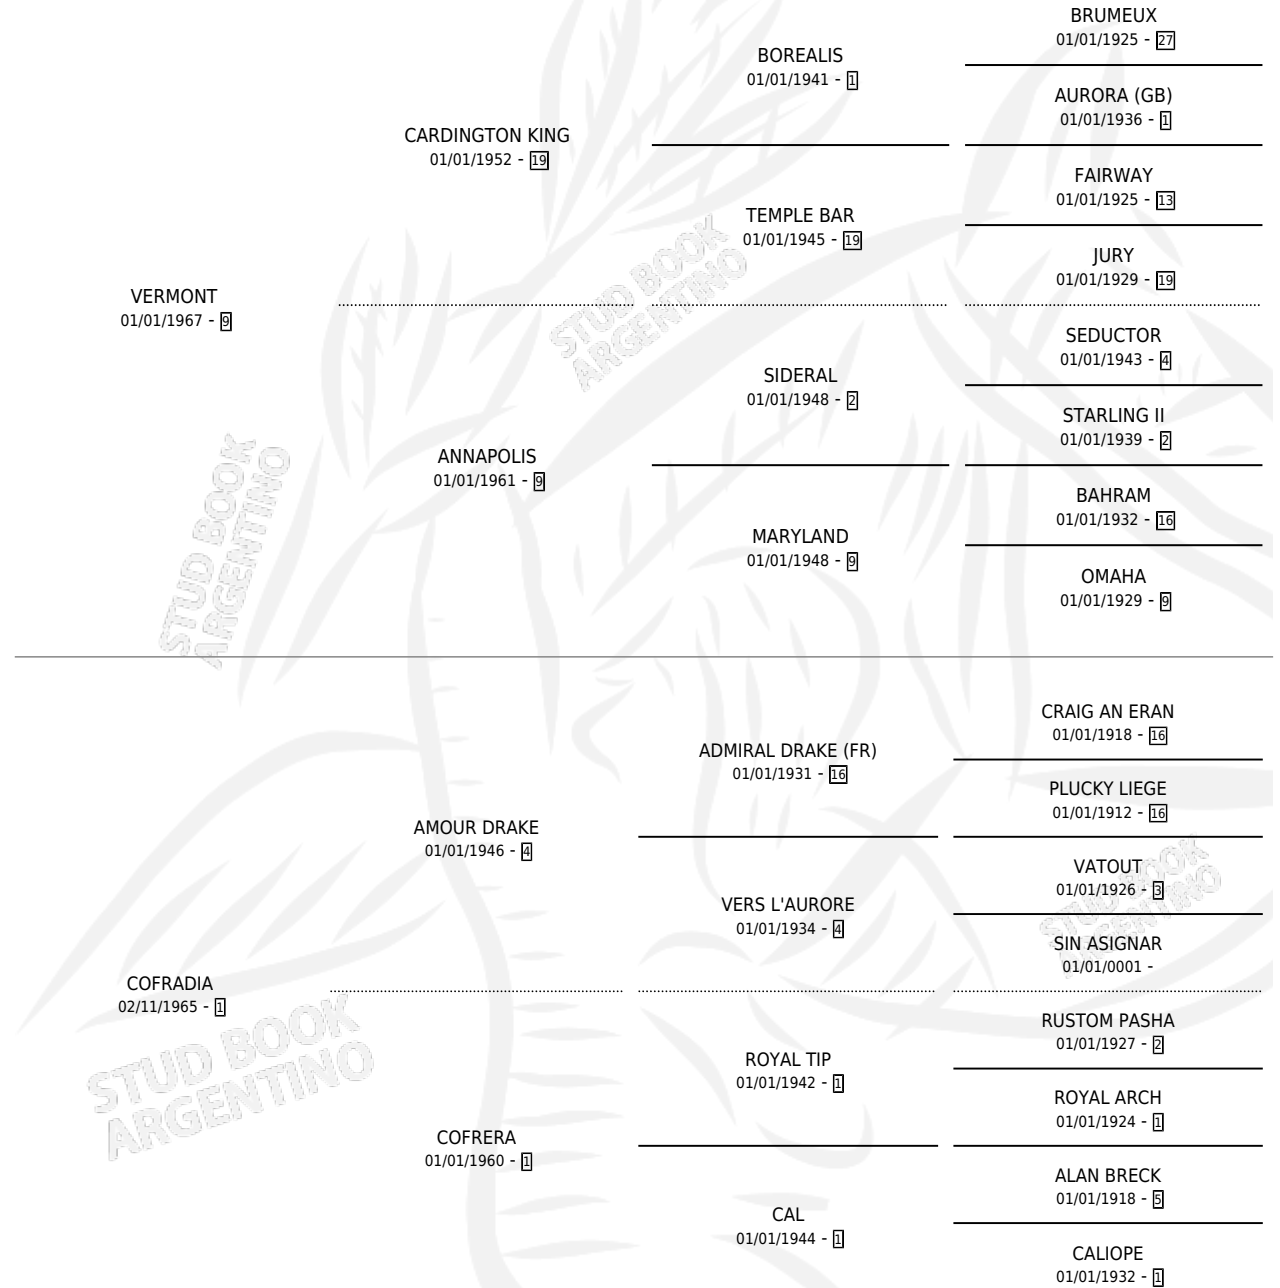 BRUMEUX
01/01/1925 - 27
BOREALIS
01/01/1941 - 1
AURORA (GB)
01/01/1936 - 1
CARDINGTON KING
01/01/1952 - 19
FAIRWAY
01/01/1925 - 13
TEMPLE BAR
01/01/1945 - 19
JURY
01/01/1929 - 19
VERMONT
01/01/1967 - 9
SEDUCTOR
01/01/1943 - 4
SIDERAL
01/01/1948 - 2
STARLING II
01/01/1939 - 2
ANNAPOLIS
01/01/1961 - 9
BAHRAM
01/01/1932 - 16
MARYLAND
01/01/1948 - 9
OMAHA
01/01/1929 - 9
CRAIG AN ERAN
01/01/1918 - 16
ADMIRAL DRAKE (FR)
01/01/1931 - 16
PLUCKY LIEGE
01/01/1912 - 16
AMOUR DRAKE
01/01/1946 - 4
VATOUT
01/01/1926 - 3
VERS L'AURORE
01/01/1934 - 4
SIN ASIGNAR
01/01/0001 -
COFRADIA
02/11/1965 - 1
RUSTOM PASHA
01/01/1927 - 2
ROYAL TIP
01/01/1942 - 1
ROYAL ARCH
01/01/1924 - 1
COFRERA
01/01/1960 - 1
ALAN BRECK
01/01/1918 - 5
CAL
01/01/1944 - 1
CALIOPE
01/01/1932 - 1
STUD BOOK
ARGENTINO
STUD BOOK
ARGENTINO
STUD BOOK
ARGENTINO
STUD BOOK
ARGENTINO